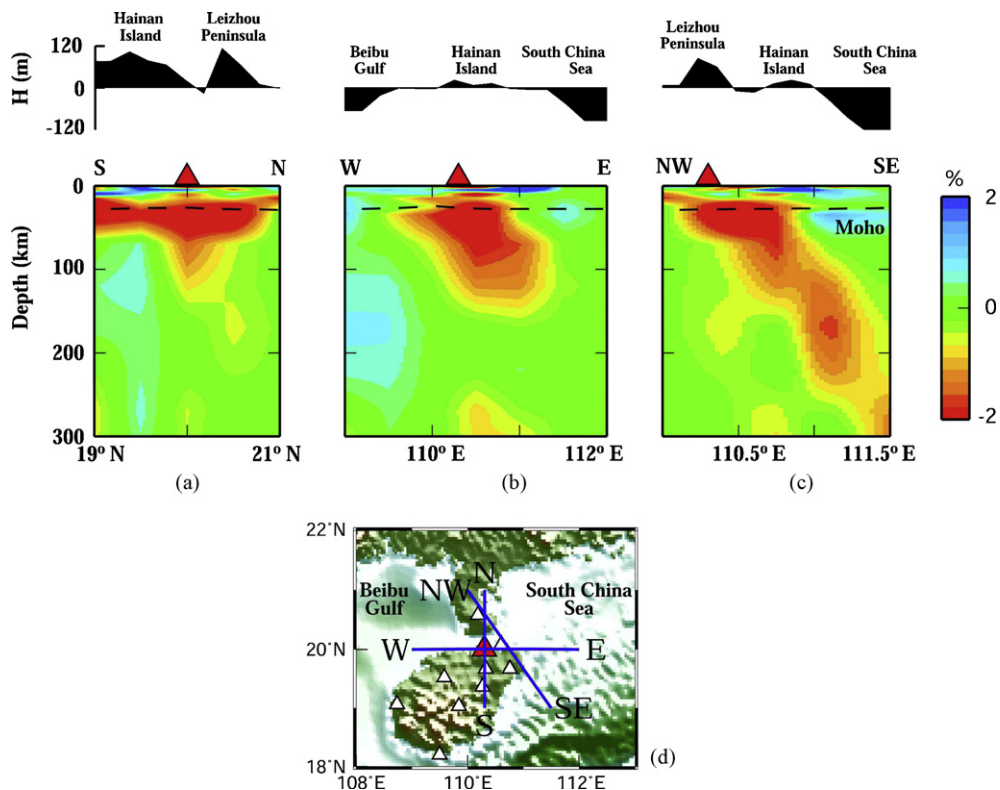 Hainan Island
Leizhou Peninsula
Beibu Gulf
Hainan Island
South China Sea
Leizhou Peninsula
Hainan Island
South China Sea
H (m)
120
0
-120
S
N
W
E
NW
SE
Depth (km)
0
100
200
300
Moho
%
2
0
-2
19° N
21° N
110° E
112° E
110.5° E
111.5° E
(a)
(b)
(c)
22°N
20°N
18°N
Beibu Gulf
NW
N
South China Sea
W
E
S
SE
(d)
108°E
110°E
112°E